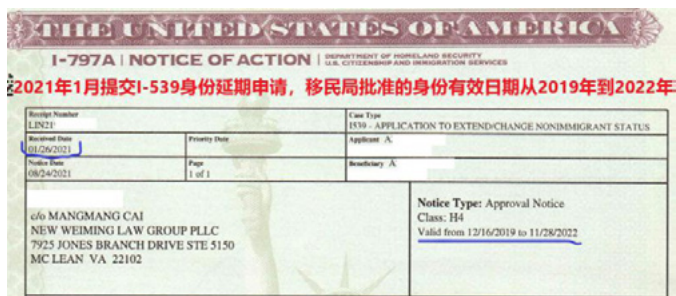 THE UNITED STATES OF AMERICA
I-797A | NOTICE OF ACTION | DEPARTMENT OF HOMELAND SECURITY
U.S. CITIZENSHIP AND IMMIGRATION SERVICES
2021年1月提交I-539身份延期申请，移民局批准的身份有效日期从2019年到2022年
Receipt Number
LIN21
Case Type
I539 - APPLICATION TO EXTEND/CHANGE NONIMMIGRANT STATUS
Received Date
01/26/2021
Priority Date
Applicant A
Notice Date
08/24/2021
Page
1 of 1
Beneficiary A
c/o MANGMANG CAI
NEW WEIMING LAW GROUP PLLC
7925 JONES BRANCH DRIVE STE 5150
MC LEAN VA 22102
Notice Type: Approval Notice
Class: H4
Valid from 12/16/2019 to 11/28/2022